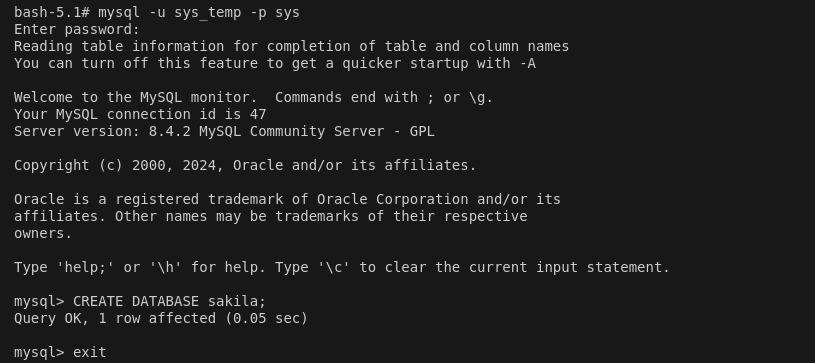 bash-5.1# mysql -u sys_temp -p sys
Enter password:
Reading table information for completion of table and column names
You can turn off this feature to get a quicker startup with -A
Welcome to the MySQL monitor.  Commands end with ; or \g.
Your MySQL connection id is 47
Server version: 8.4.2 MySQL Community Server - GPL
Copyright (c) 2000, 2024, Oracle and/or its affiliates.
Oracle is a registered trademark of Oracle Corporation and/or its
affiliates. Other names may be trademarks of their respective
owners.
Type 'help;' or '\h' for help. Type '\c' to clear the current input statement.
mysql> CREATE DATABASE sakila;
Query OK, 1 row affected (0.05 sec)
mysql> exit